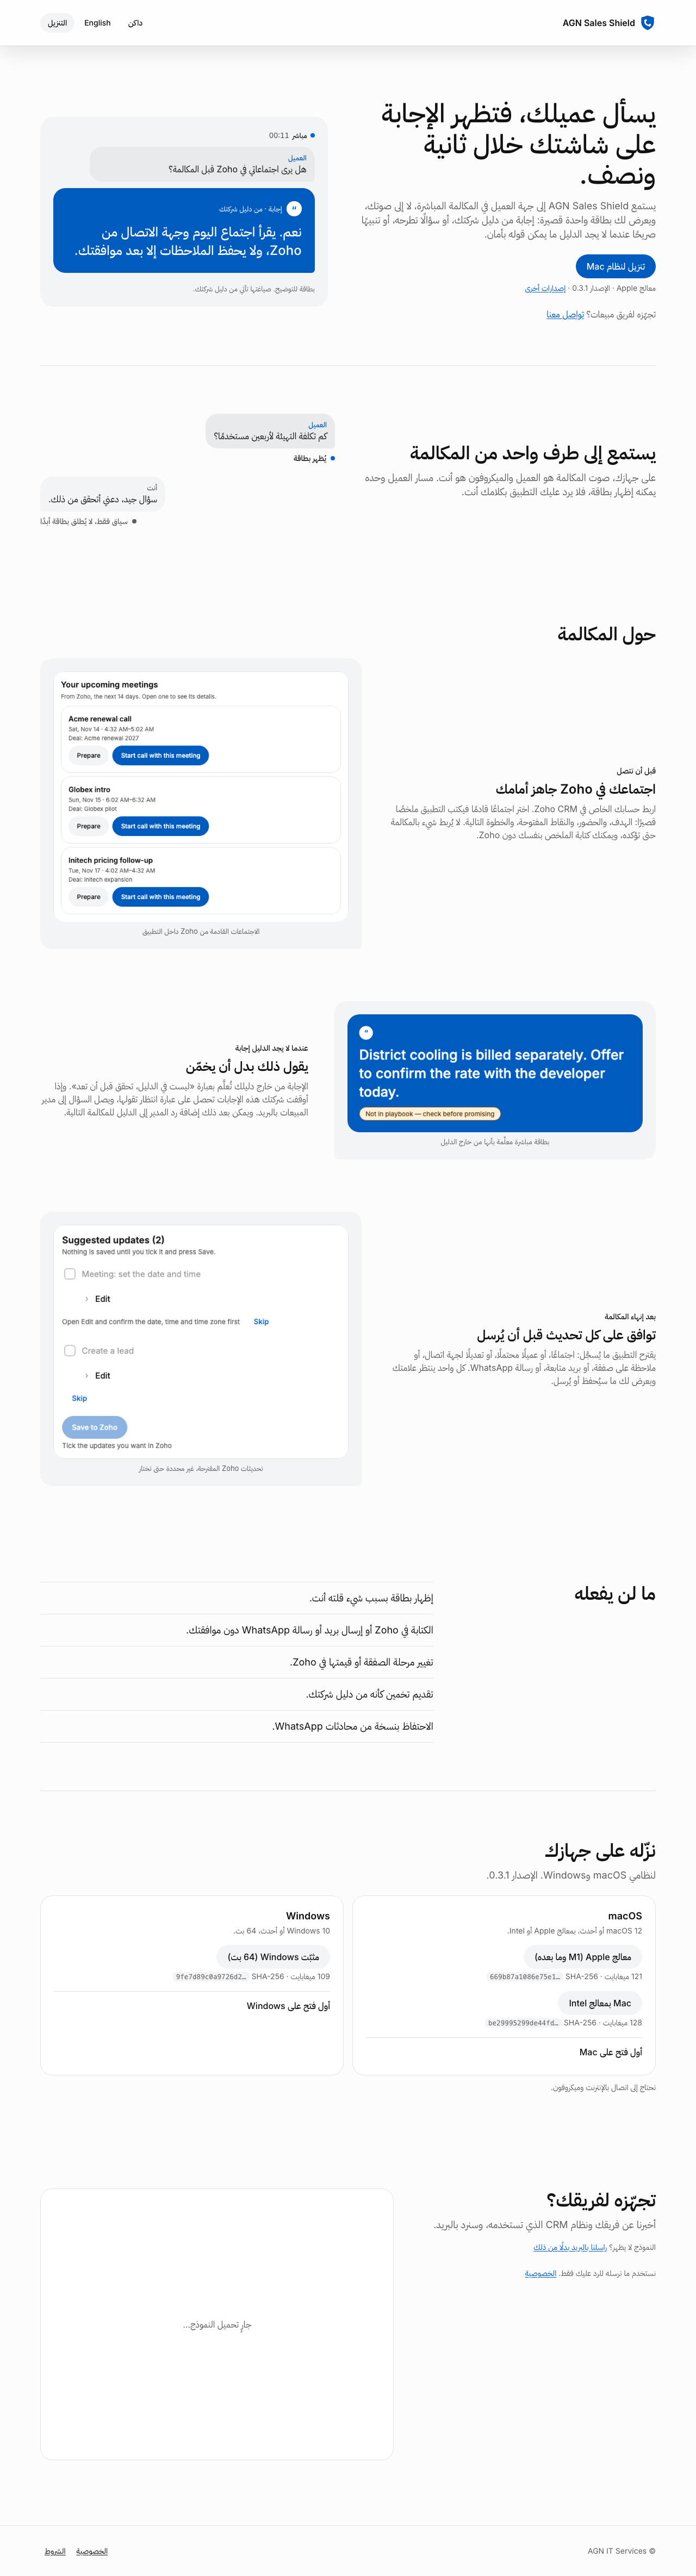 AGN Sales Shield
داكن
English
التنزيل
يسأل عميلك، فتظهر الإجابة
على شاشتك خلال ثانية
ونصف.
يستمع AGN Sales Shield إلى جهة العميل في المكالمة المباشرة، لا إلى صوتك،
ويعرض لك بطاقة واحدة قصيرة: إجابة من دليل شركتك، أو سؤالًا تطرحه، أو تنبيهًا
صريحًا عندما لا يجد الدليل ما يمكن قوله بأمان.
تنزيل لنظام Mac
معالج Apple · الإصدار 0.3.1 · إصدارات أخرى
تجهّزه لفريق مبيعات؟ تواصل معنا
مباشر 00:11
العميل
هل يرى اجتماعاتي في Zoho قبل المكالمة؟
إجابة · من دليل شركتك
نعم. يقرأ اجتماع اليوم وجهة الاتصال من
Zoho، ولا يحفظ الملاحظات إلا بعد موافقتك.
بطاقة للتوضيح. صياغتها تأتي من دليل شركتك.
يستمع إلى طرف واحد من المكالمة
على جهازك، صوت المكالمة هو العميل والميكروفون هو أنت. مسار العميل وحده
يمكنه إظهار بطاقة، فلا يرد عليك التطبيق بكلامك أنت.
العميل
كم تكلفة التهيئة لأربعين مستخدمًا؟
يُظهر بطاقة
أنت
سؤال جيد، دعني أتحقق من ذلك.
سياق فقط، لا يُطلق بطاقة أبدًا
حول المكالمة
قبل أن تتصل
اجتماعك في Zoho جاهز أمامك
اربط حسابك الخاص في Zoho CRM. اختر اجتماعًا قادمًا فيكتب التطبيق ملخصًا
قصيرًا: الهدف، والحضور، والنقاط المفتوحة، والخطوة التالية. لا يُربط شيء بالمكالمة
حتى تؤكده، ويمكنك كتابة الملخص بنفسك دون Zoho.
Your upcoming meetings
From Zoho, the next 14 days. Open one to see its details.
Acme renewal call
Sat, Nov 14 · 4:32 AM–5:02 AM
Deal: Acme renewal 2027
Prepare
Start call with this meeting
Globex intro
Sun, Nov 15 · 6:02 AM–6:32 AM
Deal: Globex pilot
Prepare
Start call with this meeting
Initech pricing follow-up
Tue, Nov 17 · 4:02 AM–4:32 AM
Deal: Initech expansion
Prepare
Start call with this meeting
الاجتماعات القادمة من Zoho داخل التطبيق
District cooling is billed separately. Offer
to confirm the rate with the developer
today.
Not in playbook — check before promising
بطاقة مباشرة معلَّمة بأنها من خارج الدليل
عندما لا يجد الدليل إجابة
يقول ذلك بدل أن يخمّن
الإجابة من خارج دليلك تُعلَّم بعبارة «ليست في الدليل، تحقق قبل أن تعد». وإذا
أوقفت شركتك هذه الإجابات تحصل على عبارة انتظار تقولها، ويصل السؤال إلى مدير
المبيعات بالبريد. ويمكن بعد ذلك إضافة رد المدير إلى الدليل للمكالمة التالية.
بعد إنهاء المكالمة
توافق على كل تحديث قبل أن يُرسل
يقترح التطبيق ما يُسجَّل: اجتماعًا، أو عميلًا محتملًا، أو تعديلًا لجهة اتصال، أو
ملاحظة على صفقة، أو بريد متابعة، أو رسالة WhatsApp. كل واحد ينتظر علامتك
ويعرض لك ما سيُحفظ أو يُرسل.
Suggested updates (2)
Nothing is saved until you tick it and press Save.
Meeting: set the date and time
› Edit
Open Edit and confirm the date, time and time zone first
Skip
Create a lead
› Edit
Skip
Save to Zoho
Tick the updates you want in Zoho
تحديثات Zoho المقترحة، غير محددة حتى تختار
ما لن يفعله
إظهار بطاقة بسبب شيء قلته أنت.
الكتابة في Zoho أو إرسال بريد أو رسالة WhatsApp دون موافقتك.
تغيير مرحلة الصفقة أو قيمتها في Zoho.
تقديم تخمين كأنه من دليل شركتك.
الاحتفاظ بنسخة من محادثات WhatsApp.
نزّله على جهازك
لنظامي macOS وWindows. الإصدار 0.3.1.
macOS
macOS 12 أو أحدث، بمعالج Apple أو Intel.
معالج Apple (M1 وما بعده)
121 ميغابايت · SHA-256 669b87a1086e75e1…
Mac بمعالج Intel
128 ميغابايت · SHA-256 be29995299de44fd…
أول فتح على Mac
Windows
Windows 10 أو أحدث، 64 بت.
مثبّت Windows (64 بت)
109 ميغابايت · SHA-256 9fe7d89c0a9726d2…
أول فتح على Windows
تحتاج إلى اتصال بالإنترنت وميكروفون.
تجهّزه لفريقك؟
أخبرنا عن فريقك ونظام CRM الذي تستخدمه، وسنرد بالبريد.
النموذج لا يظهر؟ راسلنا بالبريد بدلًا من ذلك
نستخدم ما ترسله للرد عليك فقط. الخصوصية
جارٍ تحميل النموذج…
© AGN IT Services
الخصوصية
الشروط